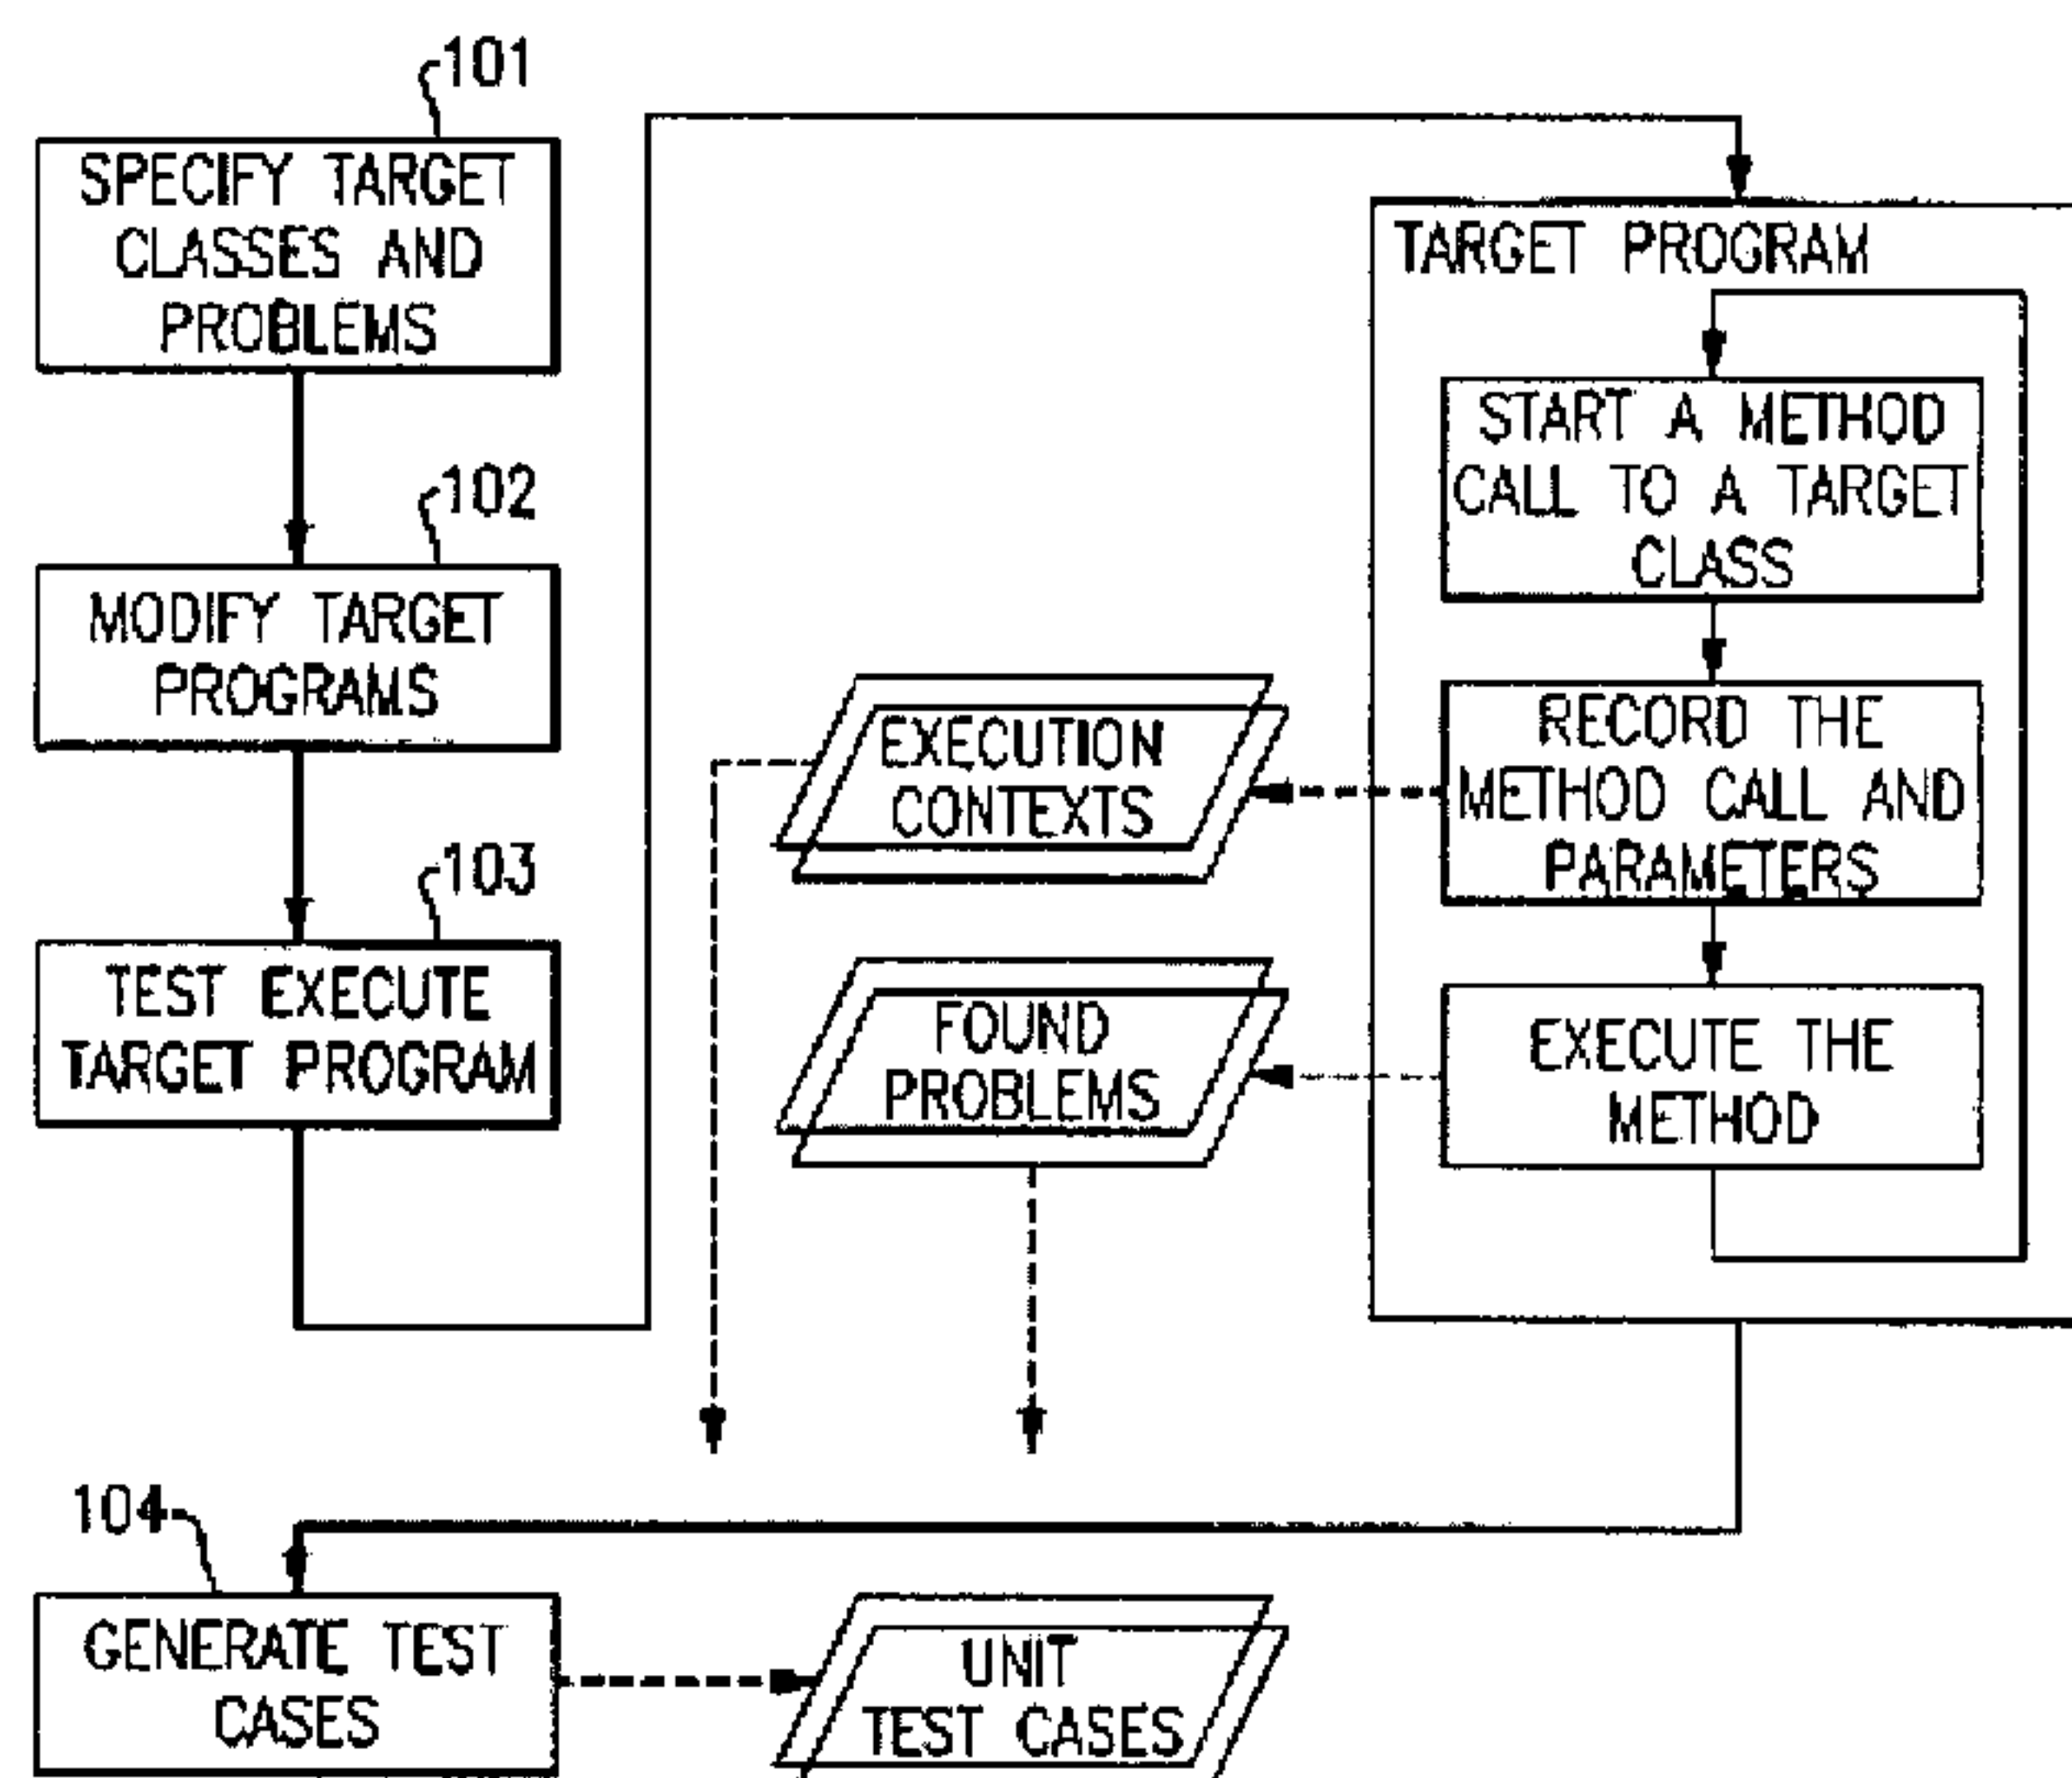 101
SPECIFY TARGET
CLASSES AND
PROBLEMS
102
MODIFY TARGET
PROGRAMS
103
TEST EXECUTE
TARGET PROGRAM
TARGET PROGRAM
START A METHOD
CALL TO A TARGET
CLASS
RECORD THE
METHOD CALL AND
PARAMETERS
EXECUTE THE
METHOD
EXECUTION
CONTEXTS
FOUND
PROBLEMS
104
GENERATE TEST
CASES
UNIT
TEST CASES